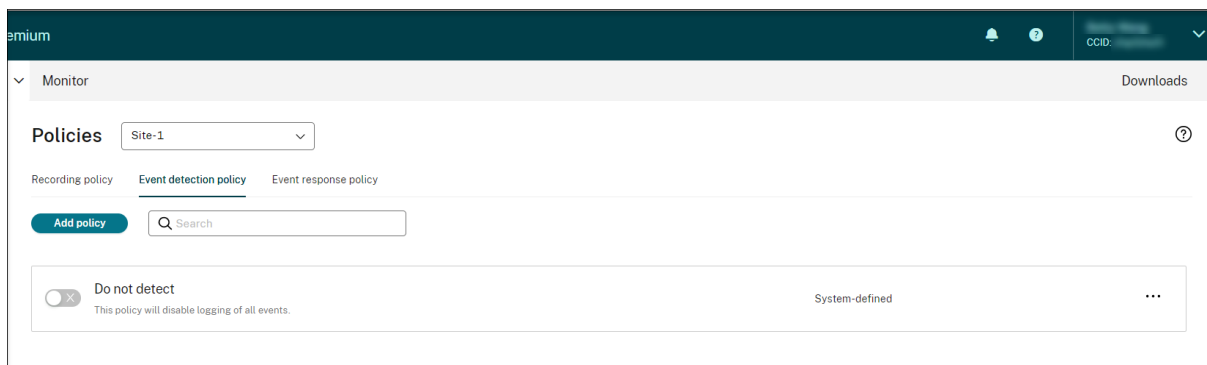 emium
CCID:
Monitor
Downloads
Policies
Site-1
Recording policy
Event detection policy
Event response policy
Add policy
Search
Do not detect
This policy will disable logging of all events.
System-defined